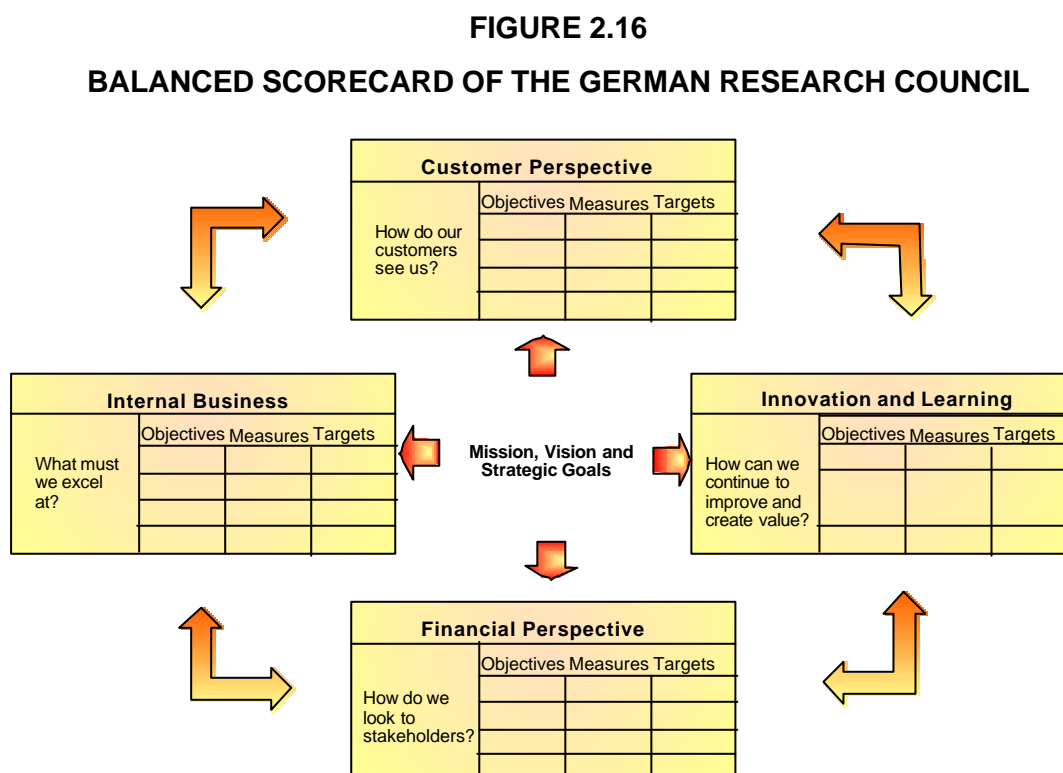 FIGURE 2.16
BALANCED SCORECARD OF THE GERMAN RESEARCH COUNCIL
Customer Perspective
Objectives Measures Targets
How do our
customers
see us?
Internal Business
Objectives Measures Targets
What must
we excel
at?
Mission, Vision and
Strategic Goals
Innovation and Learning
Objectives Measures Targets
How can we
continue to
improve and
create value?
Financial Perspective
Objectives Measures Targets
How do we
look to
stakeholders?